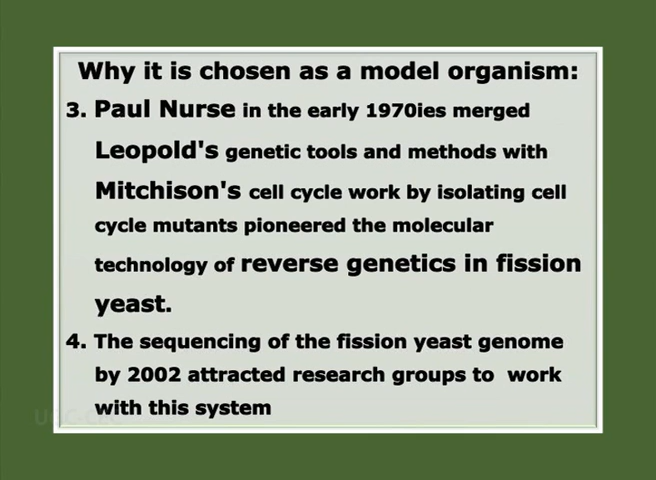 Why it is chosen as a model organism:
3. Paul Nurse in the early 1970ies merged
Leopold's genetic tools and methods with
Mitchison's cell cycle work by isolating cell
cycle mutants pioneered the molecular
technology of reverse genetics in fission
yeast.
4. The sequencing of the fission yeast genome
by 2002 attracted research groups to work
with this system